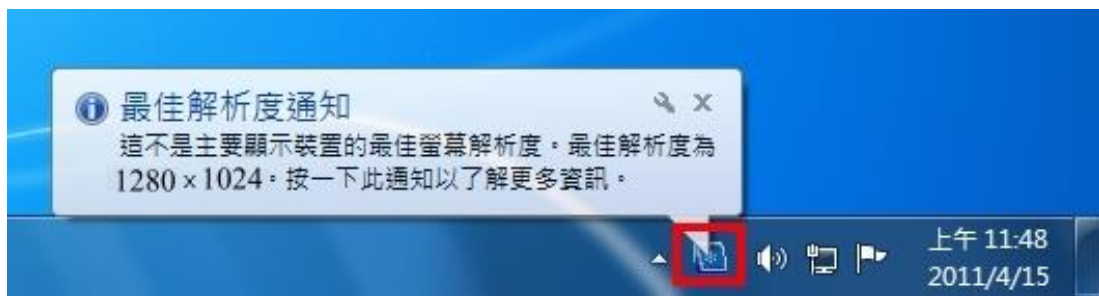 最佳解析度通知
這不是主要顯示裝置的最佳螢幕解析度。最佳解析度為
1280 × 1024。按一下此通知以了解更多資訊。
上午 11:48
2011/4/15